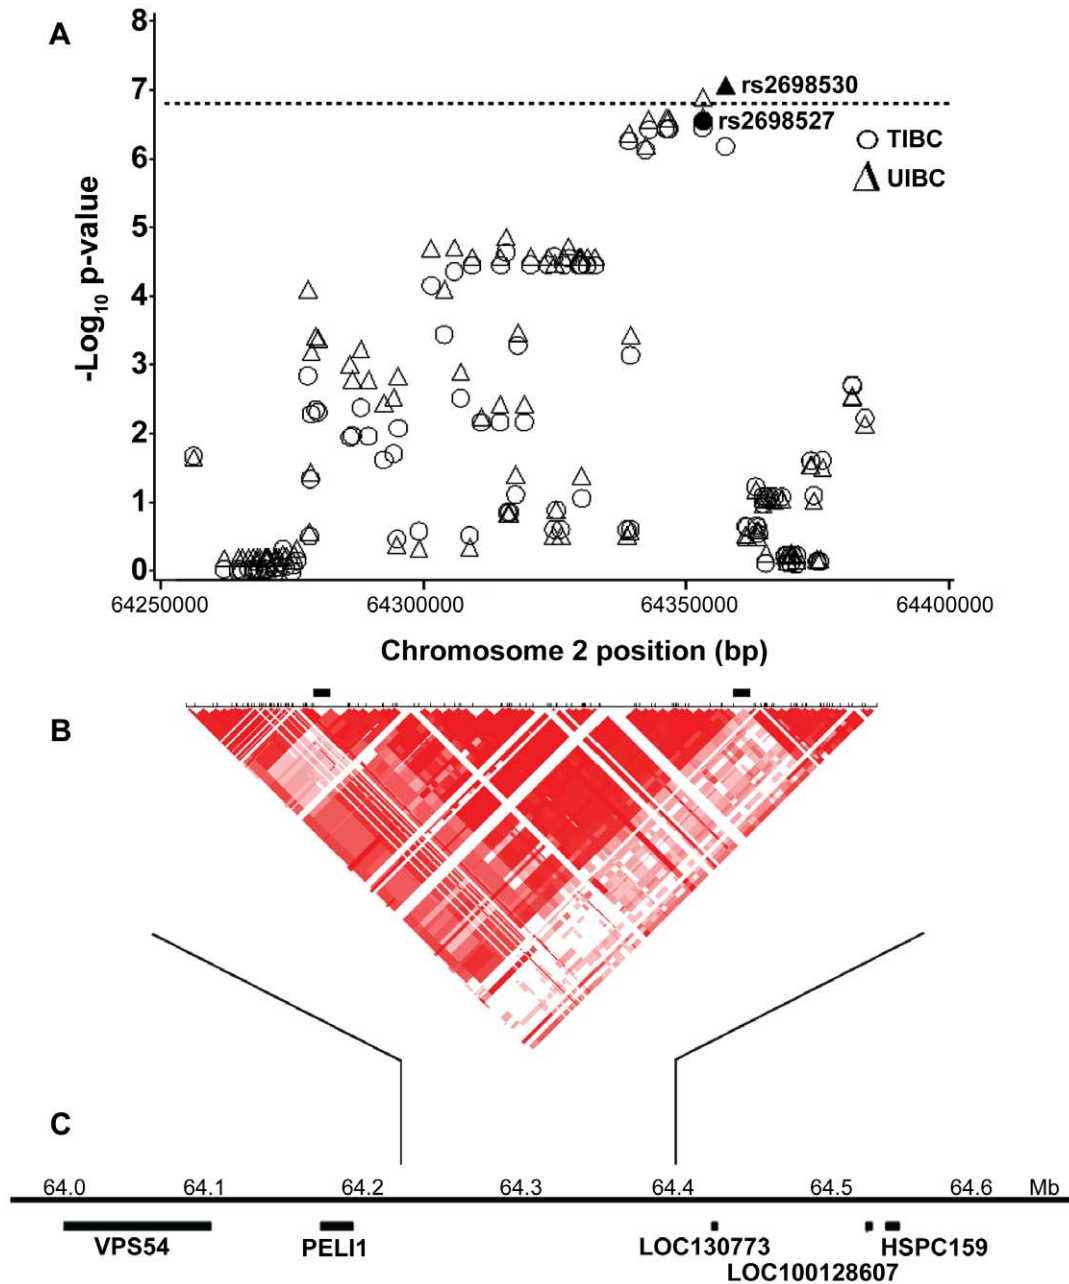 A
8
7
6
5
4
3
2
1
0
-Log10 p-value
rs2698530
rs2698527
TIBC
UIBC
64250000 64300000 64350000 64400000
Chromosome 2 position (bp)
B
C
64.0 64.1 64.2 64.3 64.4 64.5 64.6 Mb
VPS54 PELI1 LOC130773 HSPC159
LOC100128607